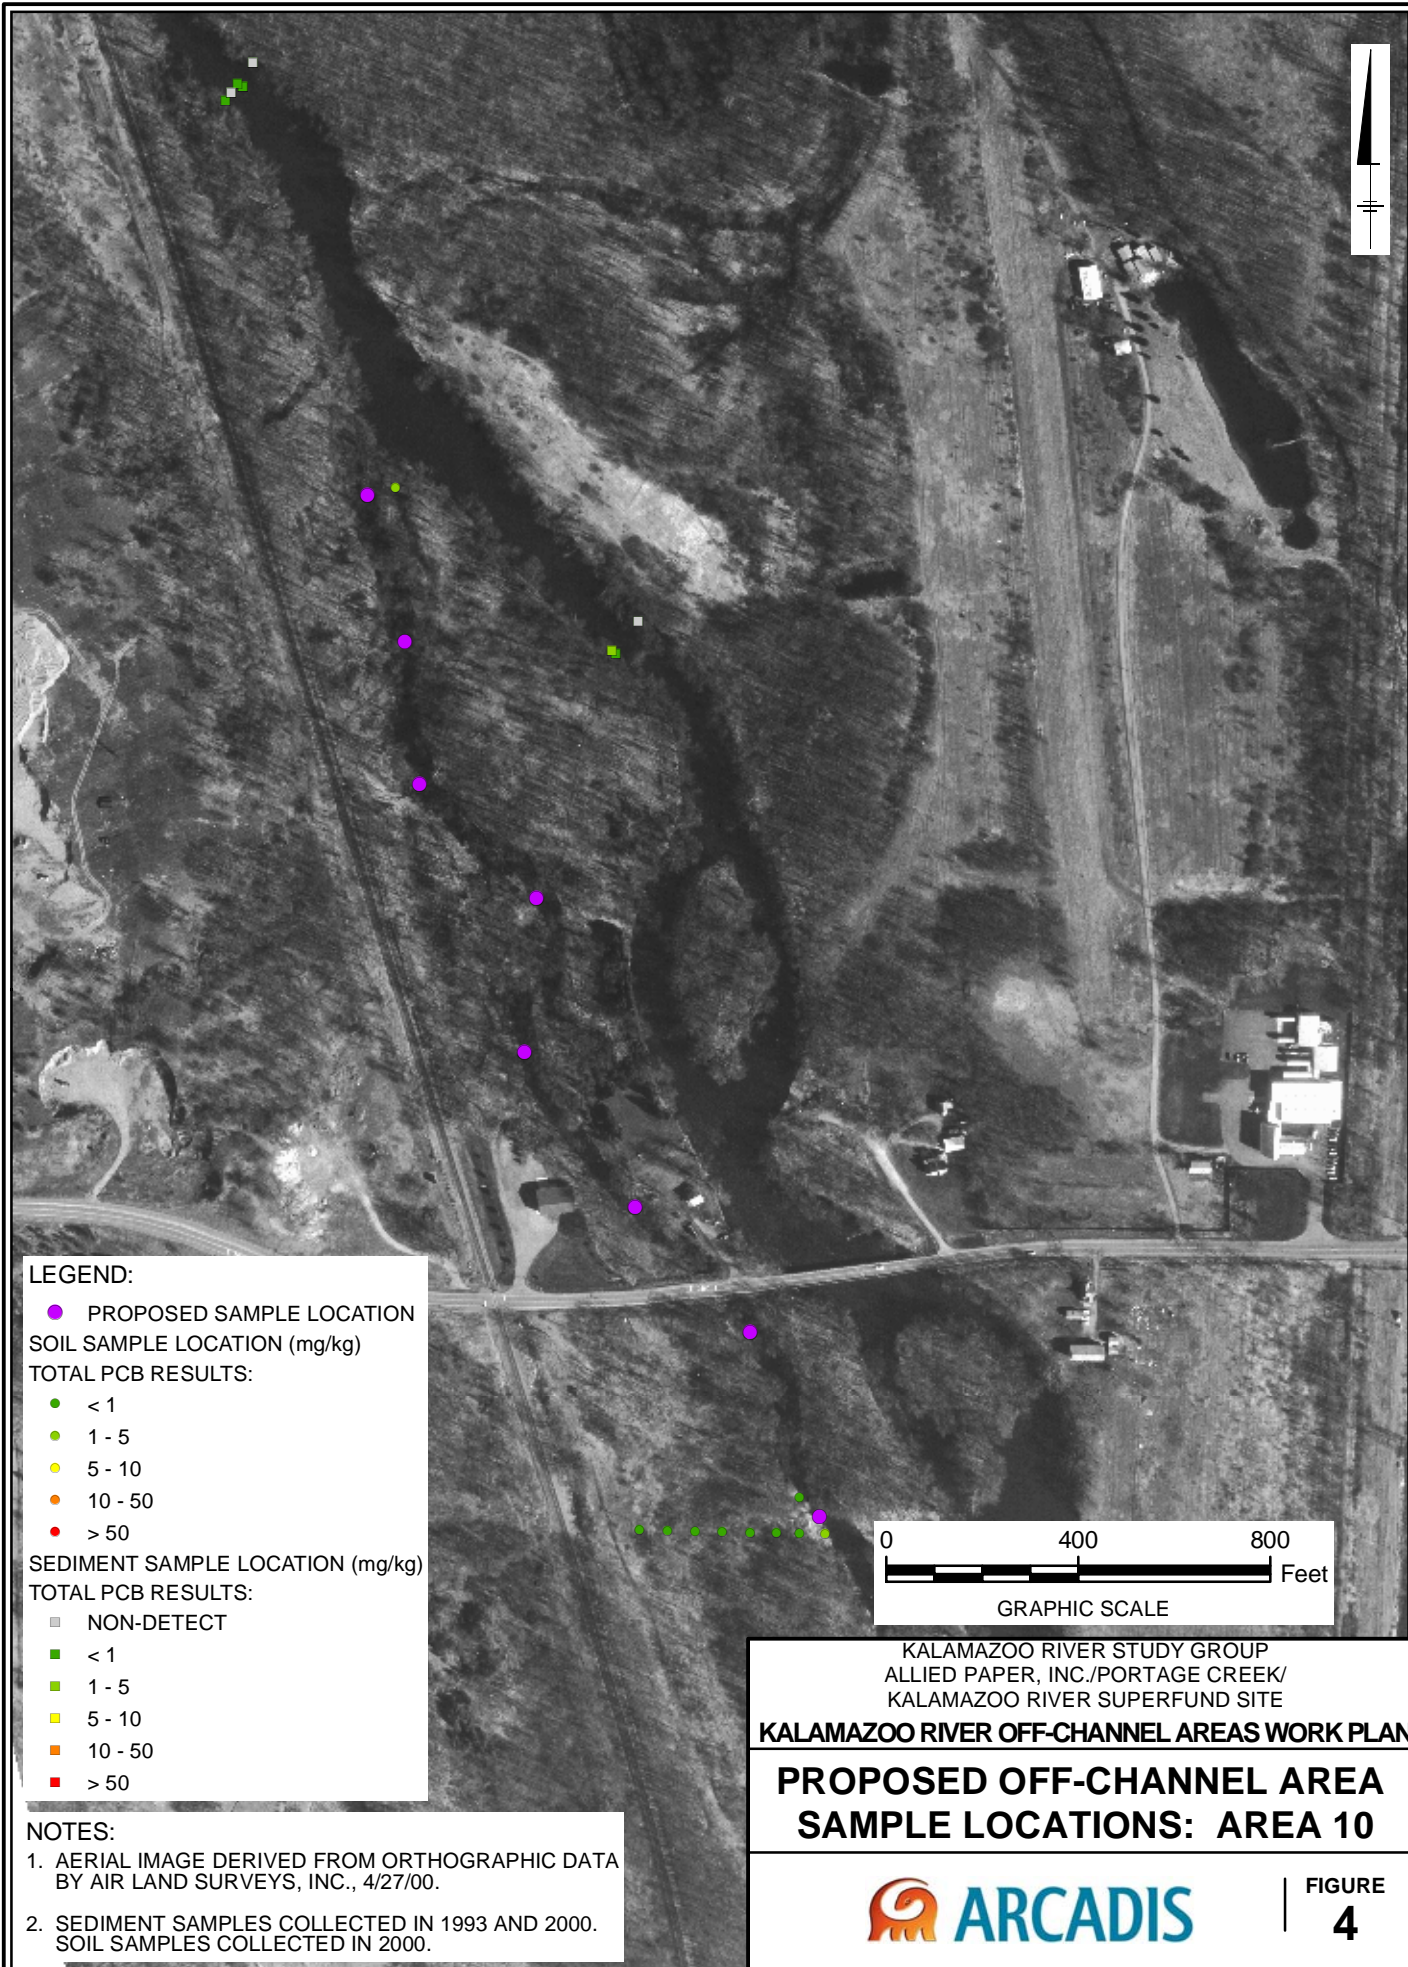 LEGEND:
PROPOSED SAMPLE LOCATION
SOIL SAMPLE LOCATION (mg/kg)
TOTAL PCB RESULTS:
< 1
1 - 5
5 - 10
10 - 50
> 50
SEDIMENT SAMPLE LOCATION (mg/kg)
TOTAL PCB RESULTS:
NON-DETECT
< 1
1 - 5
5 - 10
10 - 50
> 50
NOTES:
1. AERIAL IMAGE DERIVED FROM ORTHOGRAPHIC DATA
BY AIR LAND SURVEYS, INC., 4/27/00.
2. SEDIMENT SAMPLES COLLECTED IN 1993 AND 2000.
SOIL SAMPLES COLLECTED IN 2000.
0 400 800
Feet
GRAPHIC SCALE
KALAMAZOO RIVER STUDY GROUP
ALLIED PAPER, INC./PORTAGE CREEK/
KALAMAZOO RIVER SUPERFUND SITE
KALAMAZOO RIVER OFF-CHANNEL AREAS WORK PLAN
PROPOSED OFF-CHANNEL AREA
SAMPLE LOCATIONS: AREA 10
ARCADIS
FIGURE
4